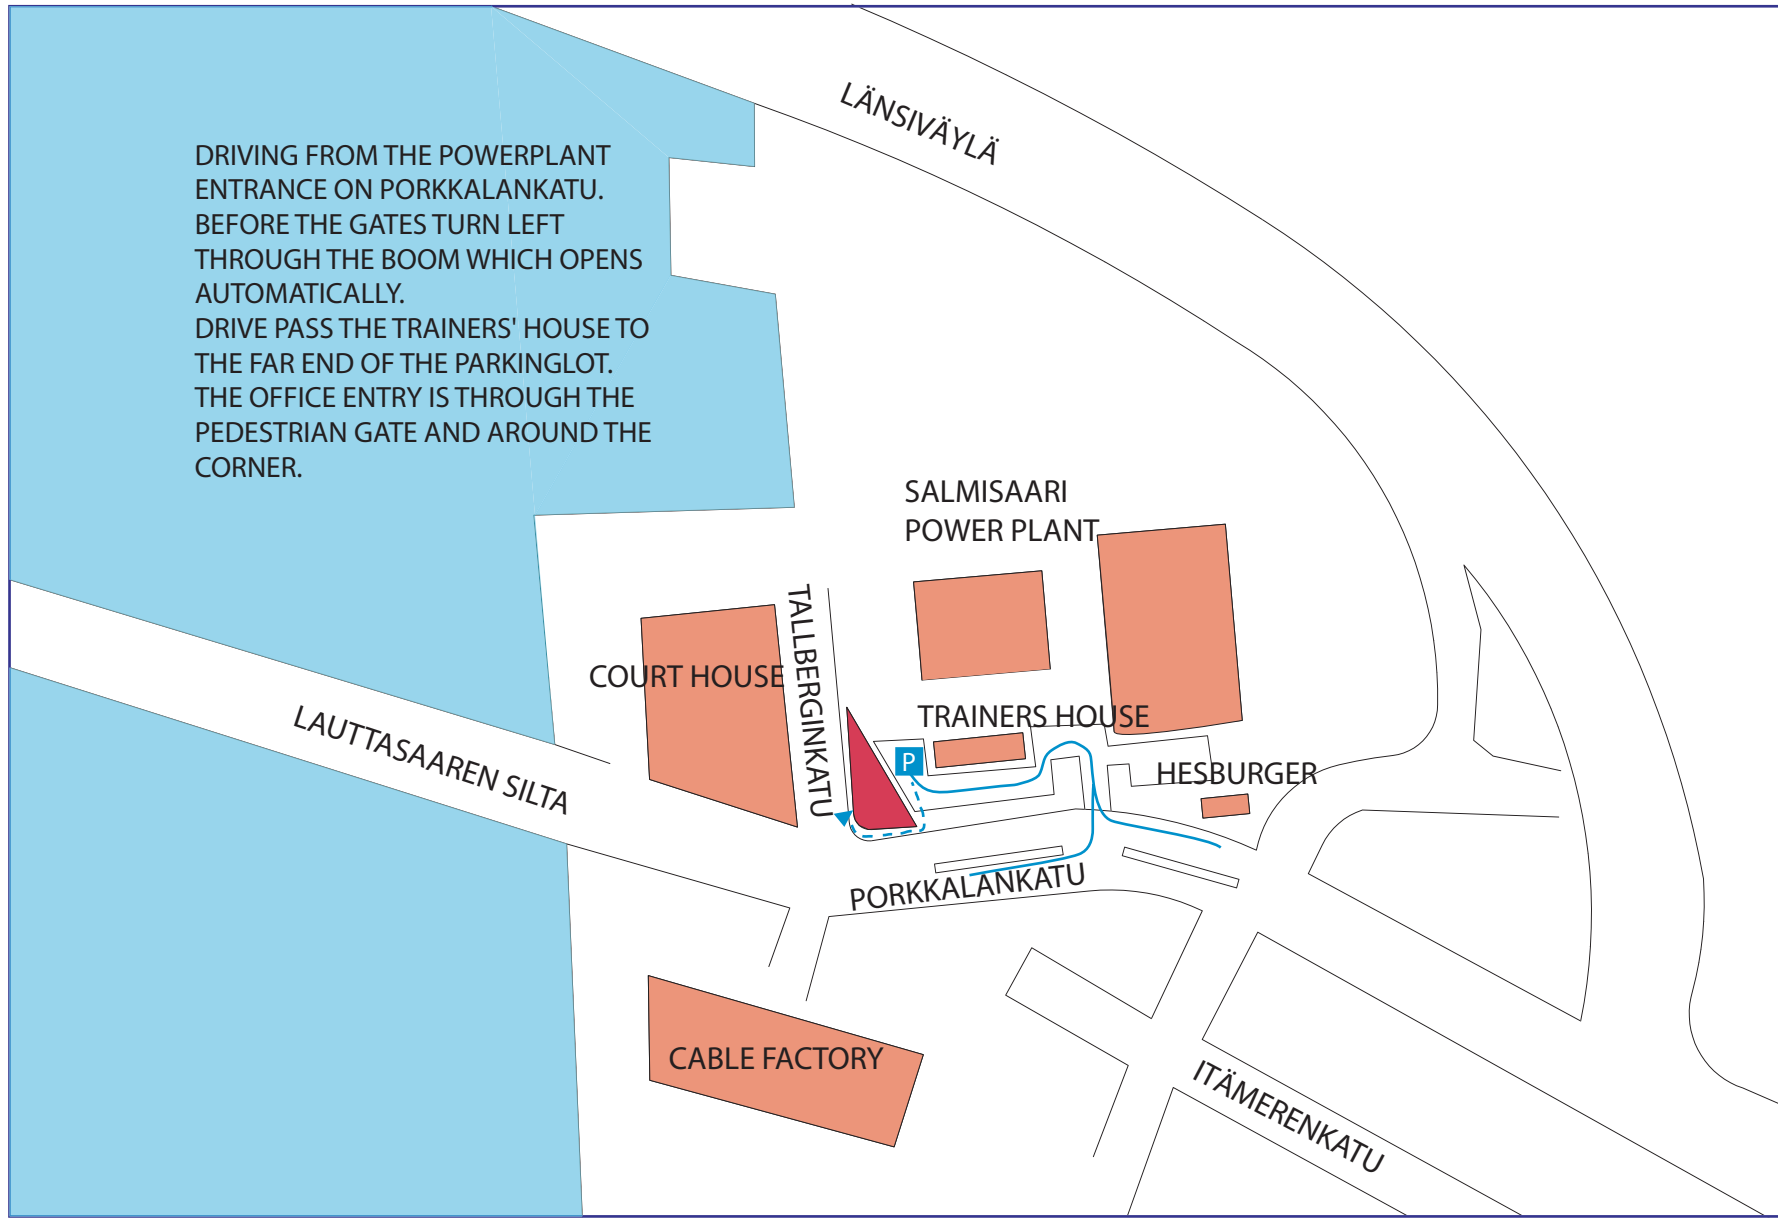 LÄNSIVÄYLÄ
DRIVING FROM THE POWERPLANT
ENTRANCE ON PORKKALANKATU.
BEFORE THE GATES TURN LEFT
THROUGH THE BOOM WHICH OPENS
AUTOMATICALLY.
DRIVE PASS THE TRAINERS' HOUSE TO
THE FAR END OF THE PARKINGLOT.
THE OFFICE ENTRY IS THROUGH THE
PEDESTRIAN GATE AND AROUND THE
CORNER.
SALMISAARI
POWER PLANT
TALLBERGINKATU
COURT HOUSE
TRAINERS HOUSE
LAUTTASAAREN SILTA
P
HESBURGER
PORKKALANKATU
CABLE FACTORY
ITÄMERENKATU